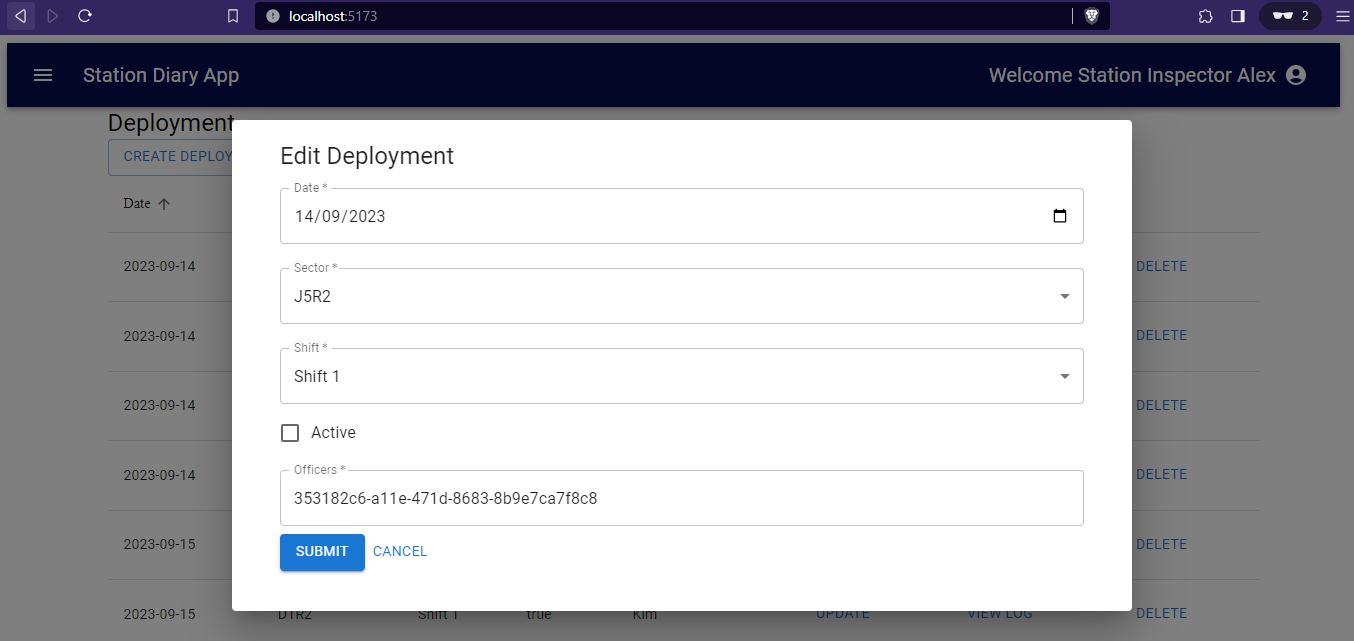 localhost:5173
2
Station Diary App
Welcome Station Inspector Alex
Deployment
CREATE DEPLOY
Date
2023-09-14 DELETE
2023-09-14 DELETE
2023-09-14 DELETE
2023-09-14 DELETE
2023-09-15 DELETE
2023-09-15 DTR2 Shift 1 true Kim UPDATE VIEW LOG DELETE
Edit Deployment
Date *
14/09/2023
Sector *
J5R2
Shift *
Shift 1
Active
Officers *
353182c6-a11e-471d-8683-8b9e7ca7f8c8
SUBMIT CANCEL